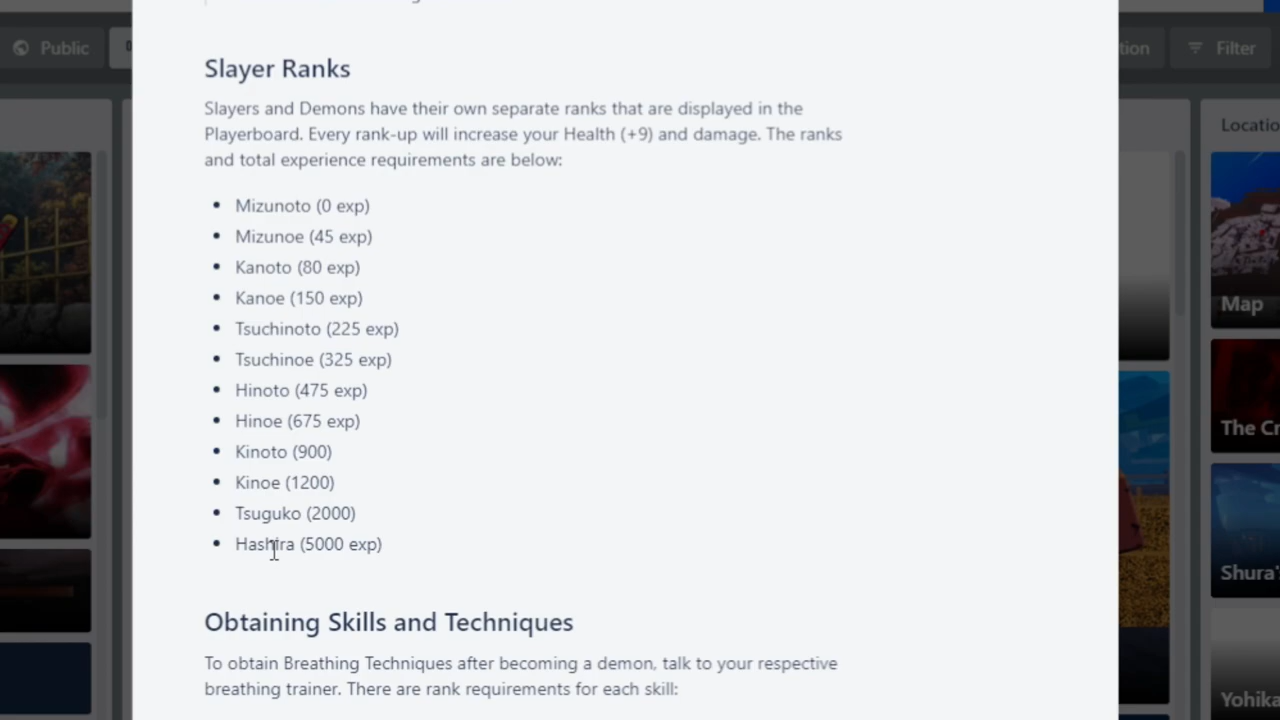 Public
Slayer Ranks
Slayers and Demons have their own separate ranks that are displayed in the
Playerboard. Every rank-up will increase your Health (+9) and damage. The ranks
and total experience requirements are below:
Mizunoto (0 exp)
Mizunoe (45 exp)
Kanoto (80 exp)
Kanoe (150 exp)
Tsuchinoto (225 exp)
Tsuchinoe (325 exp)
Hinoto (475 exp)
Hinoe (675 exp)
Kinoto (900)
Kinoe (1200)
Tsuguko (2000)
Hashira (5000 exp)
Obtaining Skills and Techniques
To obtain Breathing Techniques after becoming a demon, talk to your respective
breathing trainer. There are rank requirements for each skill:
tion
Filter
Locatio
Map
The Cr
Shura'
Yohika